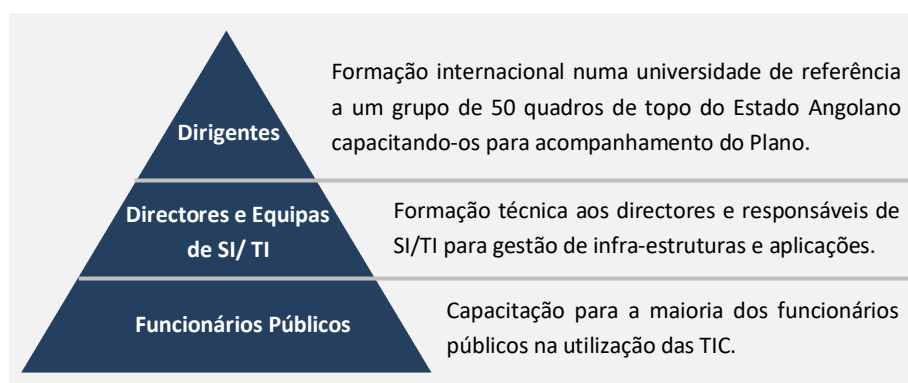 Dirigentes
Formação internacional numa universidade de referência
a um grupo de 50 quadros de topo do Estado Angolano
capacitando-os para acompanhamento do Plano.
Directores e Equipas
de SI/ TI
Formação técnica aos directores e responsáveis de
SI/TI para gestão de infra-estruturas e aplicações.
Funcionários Públicos
Capacitação para a maioria dos funcionários
públicos na utilização das TIC.